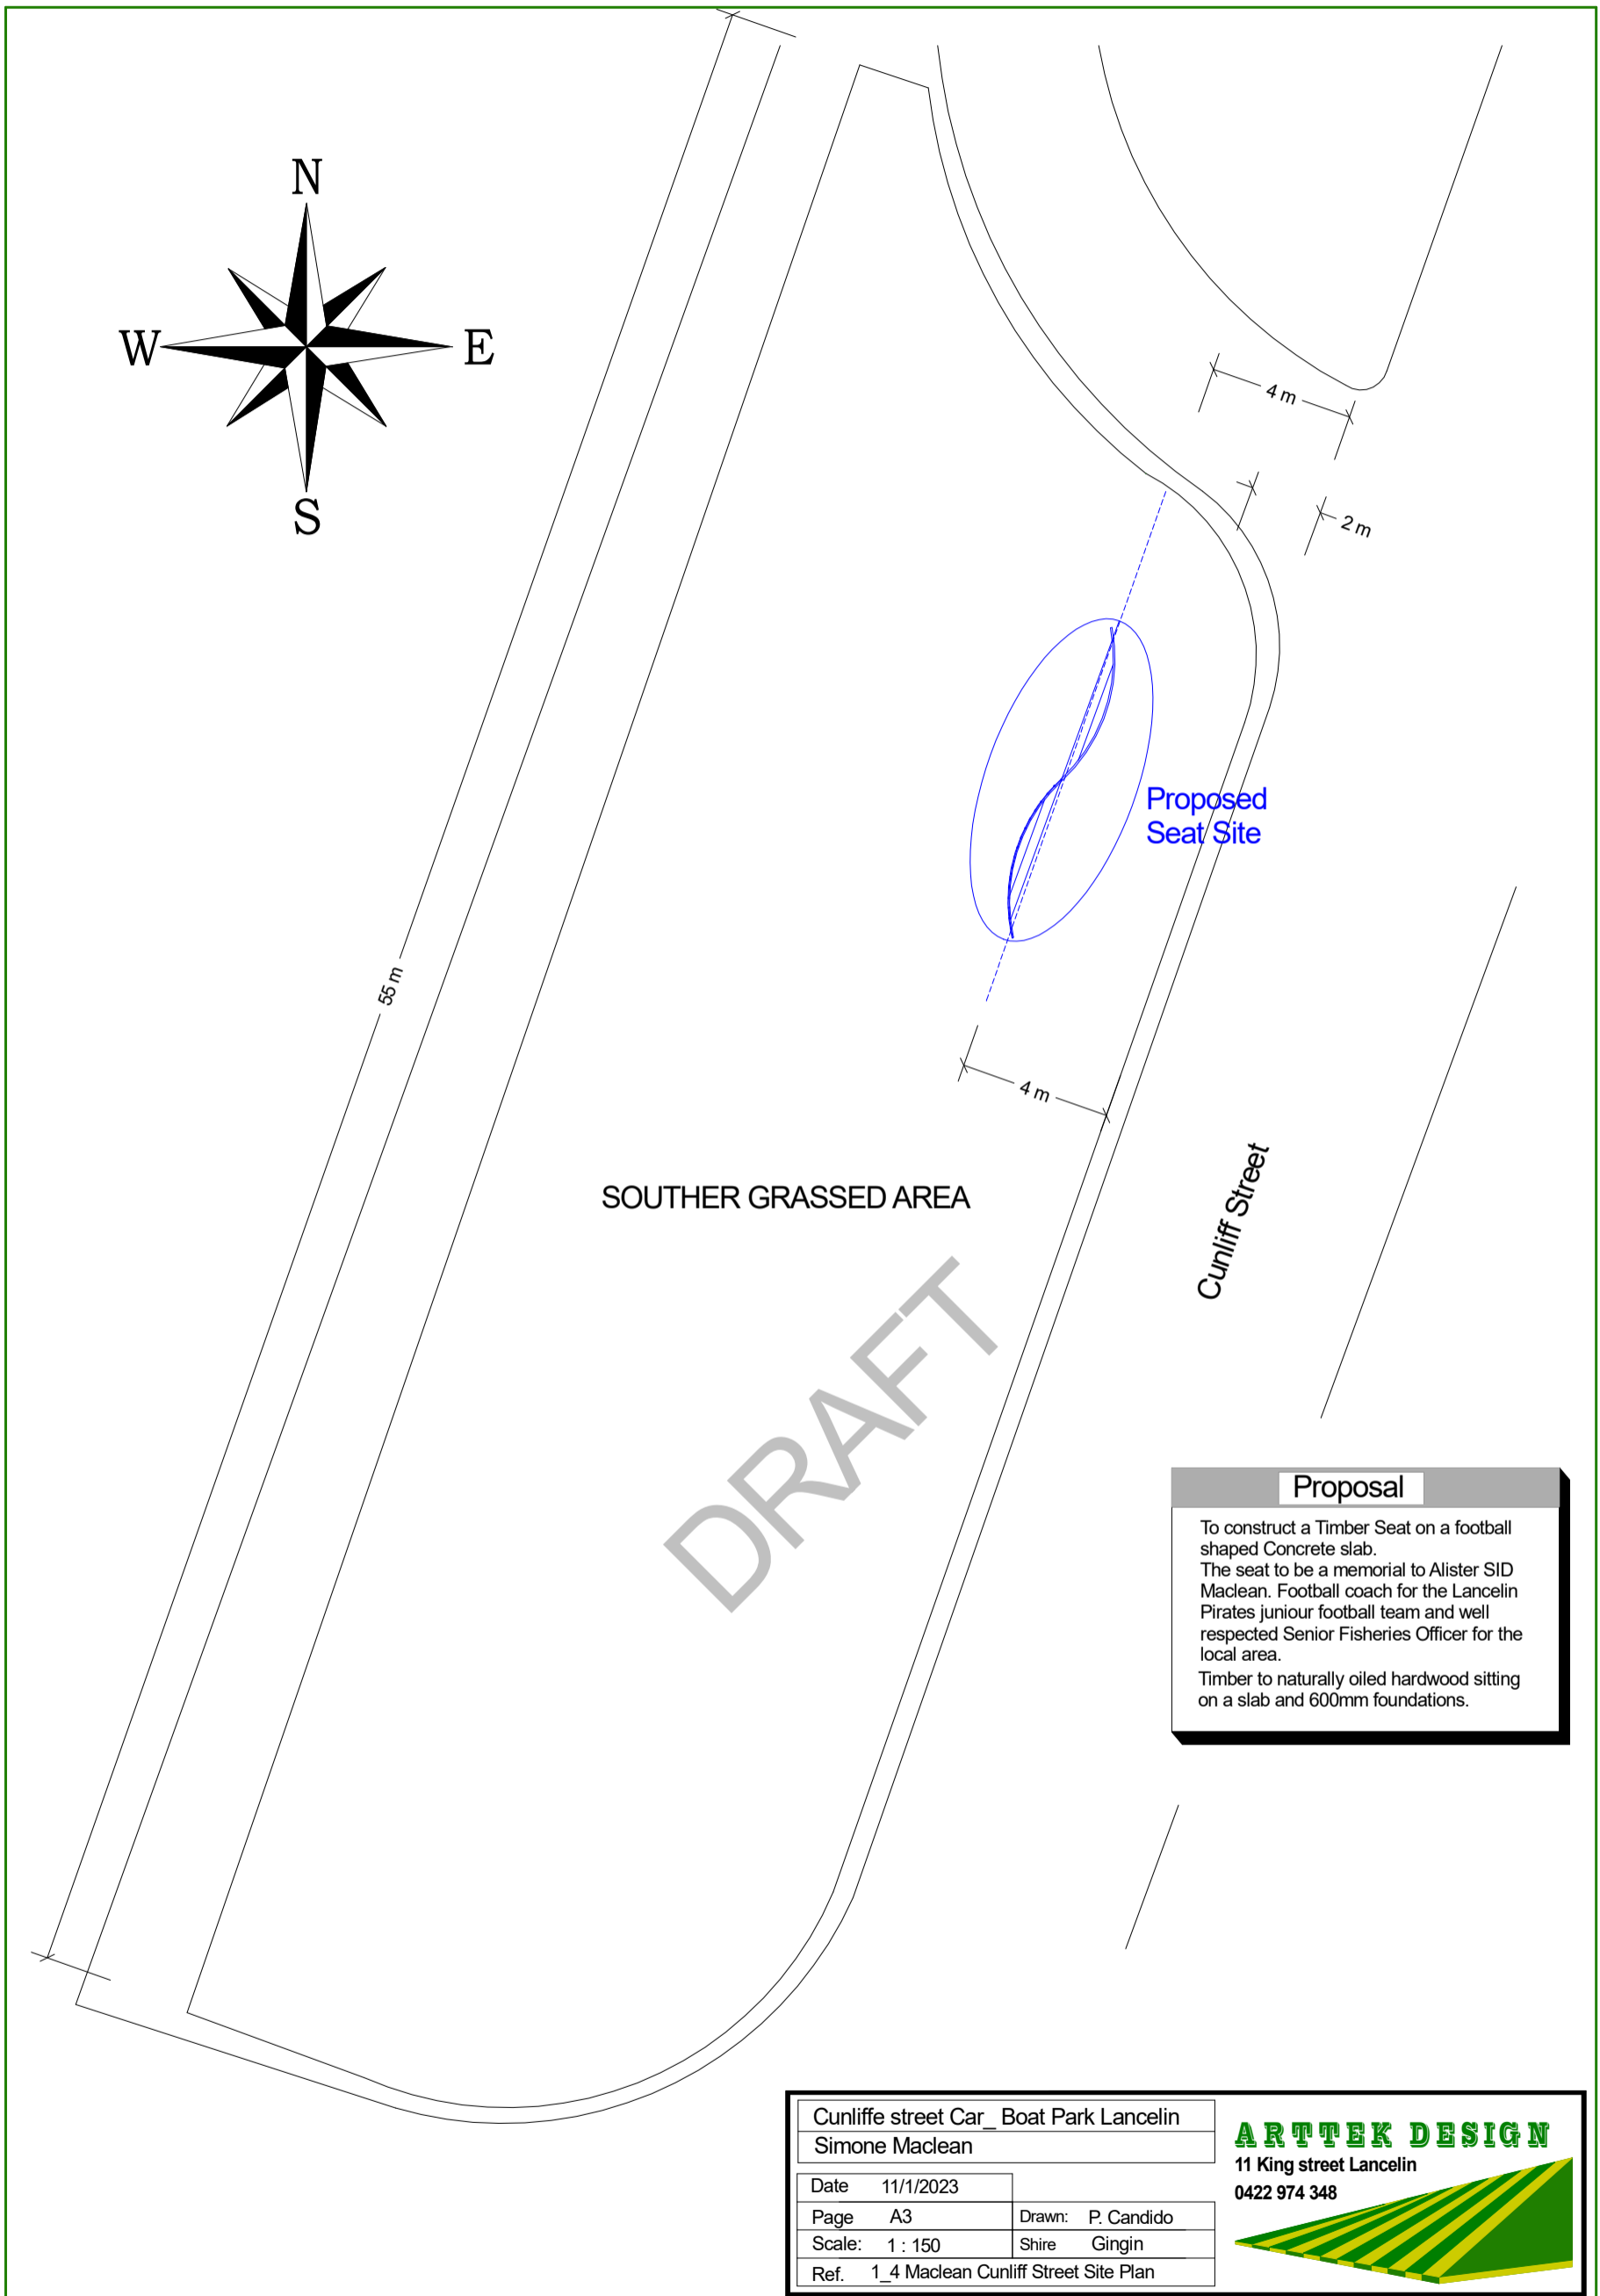 N
W
E
S
4 m
2 m
Proposed
Seat Site
55 m
4 m
SOUTHER GRASSED AREA
Cunliff Street
DRAFT
Proposal
To construct a Timber Seat on a football
shaped Concrete slab.
The seat to be a memorial to Alister SID
Maclean. Football coach for the Lancelin
Pirates juniour football team and well
respected Senior Fisheries Officer for the
local area.
Timber to naturally oiled hardwood sitting
on a slab and 600mm foundations.
Cunliffe street Car_ Boat Park Lancelin
Simone Maclean
Date 11/1/2023
Page A3 Drawn: P. Candido
Scale: 1 : 150 Shire Gingin
Ref. 1_4 Maclean Cunliff Street Site Plan
ARTTEK DESIGN
11 King street Lancelin
0422 974 348